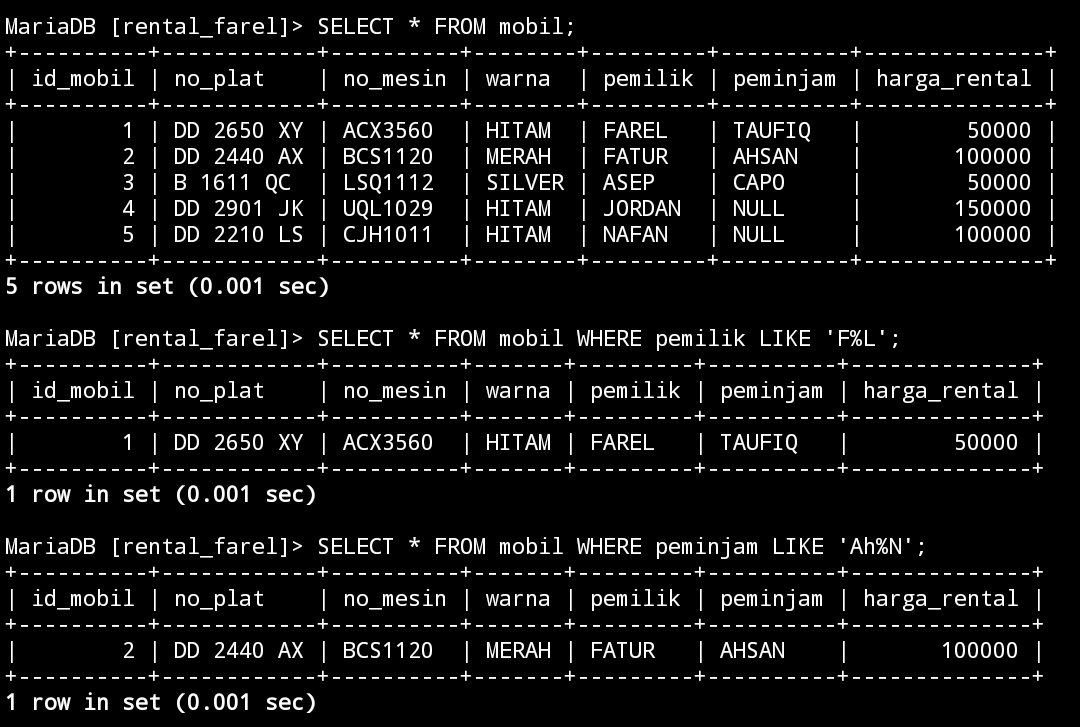 MariaDB [rental_farel]> SELECT * FROM mobil;
+----------+------------+----------+--------+---------+----------+--------------+
| id_mobil | no_plat    | no_mesin | warna  | pemilik | peminjam | harga_rental |
+----------+------------+----------+--------+---------+----------+--------------+
|        1 | DD 2650 XY | ACX3560  | HITAM  | FAREL   | TAUFIQ   |        50000 |
|        2 | DD 2440 AX | BCS1120  | MERAH  | FATUR   | AHSAN    |       100000 |
|        3 | B 1611 QC  | LSQ1112  | SILVER | ASEP    | CAPO     |        50000 |
|        4 | DD 2901 JK | UQL1029  | HITAM  | JORDAN  | NULL     |       150000 |
|        5 | DD 2210 LS | CJH1011  | HITAM  | NAFAN   | NULL     |       100000 |
+----------+------------+----------+--------+---------+----------+--------------+
5 rows in set (0.001 sec)
MariaDB [rental_farel]> SELECT * FROM mobil WHERE pemilik LIKE 'F%L';
+----------+------------+----------+-------+---------+----------+--------------+
| id_mobil | no_plat    | no_mesin | warna | pemilik | peminjam | harga_rental |
+----------+------------+----------+-------+---------+----------+--------------+
|        1 | DD 2650 XY | ACX3560  | HITAM | FAREL   | TAUFIQ   |        50000 |
+----------+------------+----------+-------+---------+----------+--------------+
1 row in set (0.001 sec)
MariaDB [rental_farel]> SELECT * FROM mobil WHERE peminjam LIKE 'Ah%N';
+----------+------------+----------+-------+---------+----------+--------------+
| id_mobil | no_plat    | no_mesin | warna | pemilik | peminjam | harga_rental |
+----------+------------+----------+-------+---------+----------+--------------+
|        2 | DD 2440 AX | BCS1120  | MERAH | FATUR   | AHSAN    |       100000 |
+----------+------------+----------+-------+---------+----------+--------------+
1 row in set (0.001 sec)